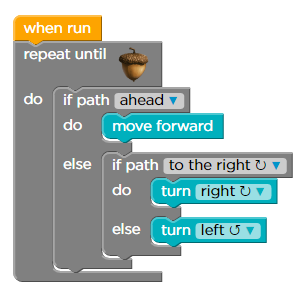 when run
repeat until
do if path ahead ▼
do move forward
else if path to the right ↻ ▼
do turn right ↻ ▼
else turn left ↺ ▼